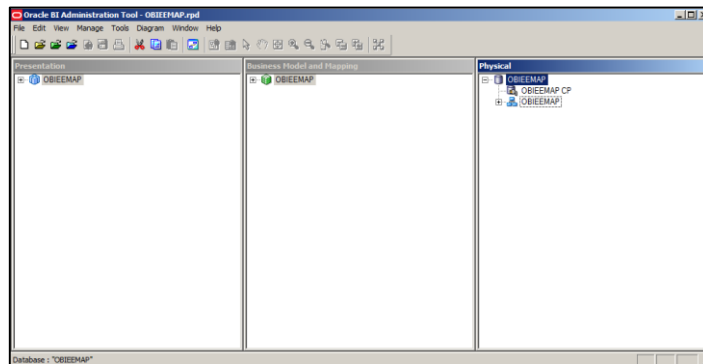 Oracle BI Administration Tool - OBIEEMAP.rpd
File Edit View Manage Tools Diagram Window Help
Presentation
OBIEEMAP
Business Model and Mapping
OBIEEMAP
Physical
OBIEEMAP
OBIEEMAP CP
OBIEEMAP
Database : "OBIEEMAP"